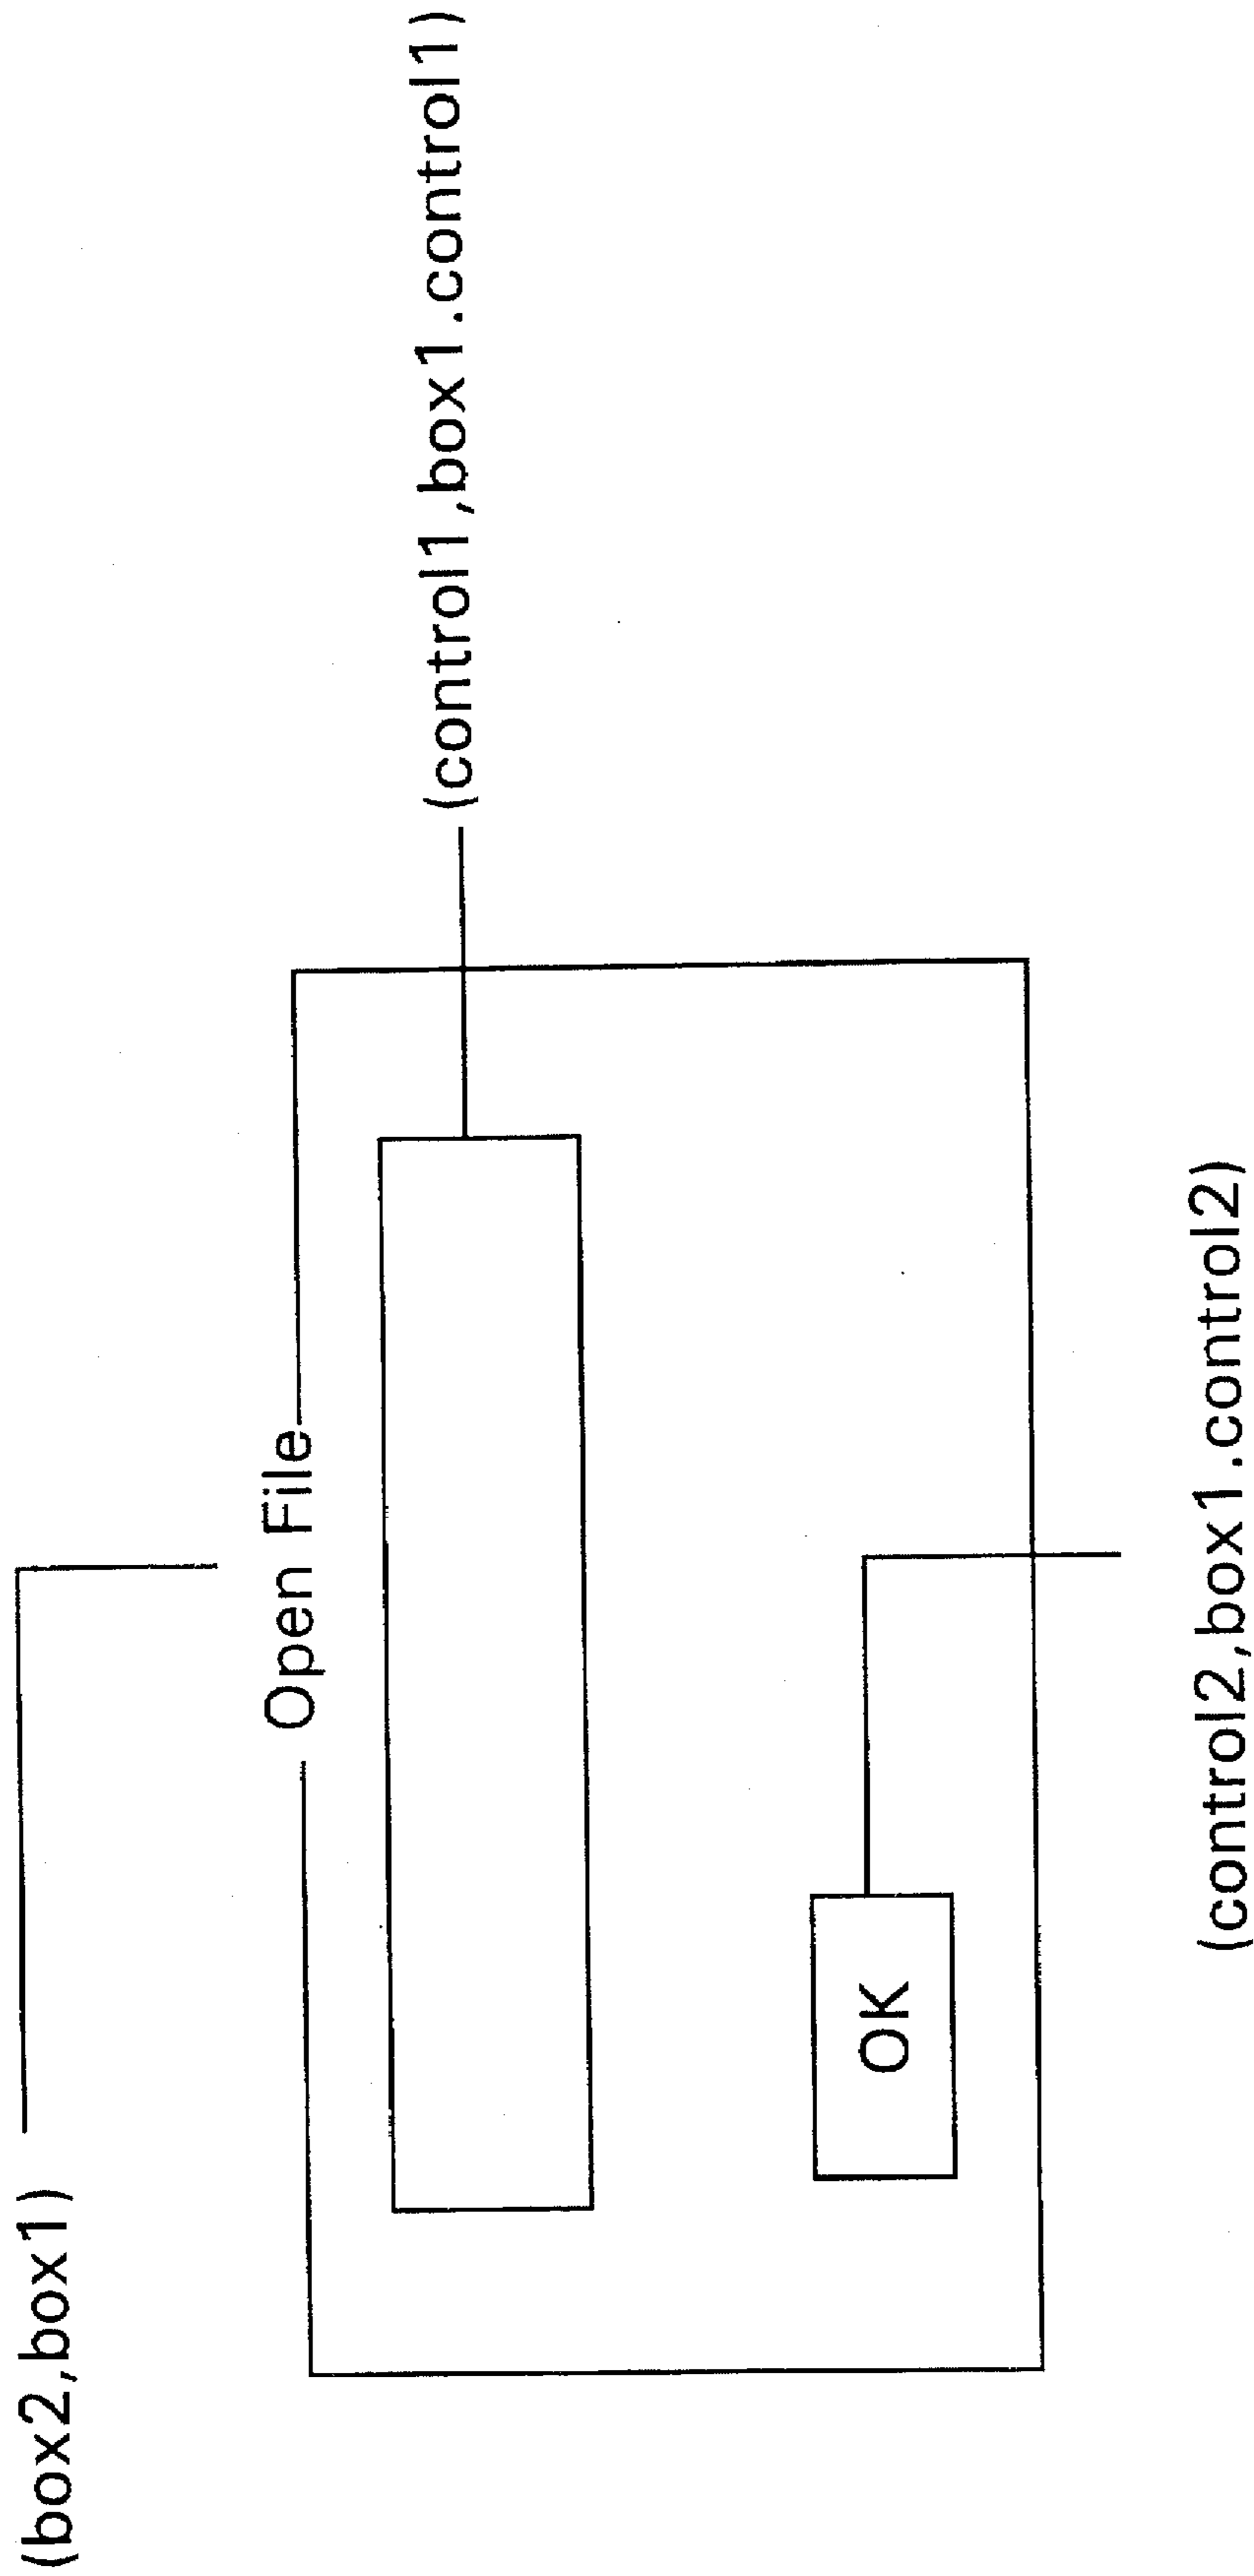 (box2,box1)
Open File
(control1,box1.control1)
OK
(control2,box1.control2)